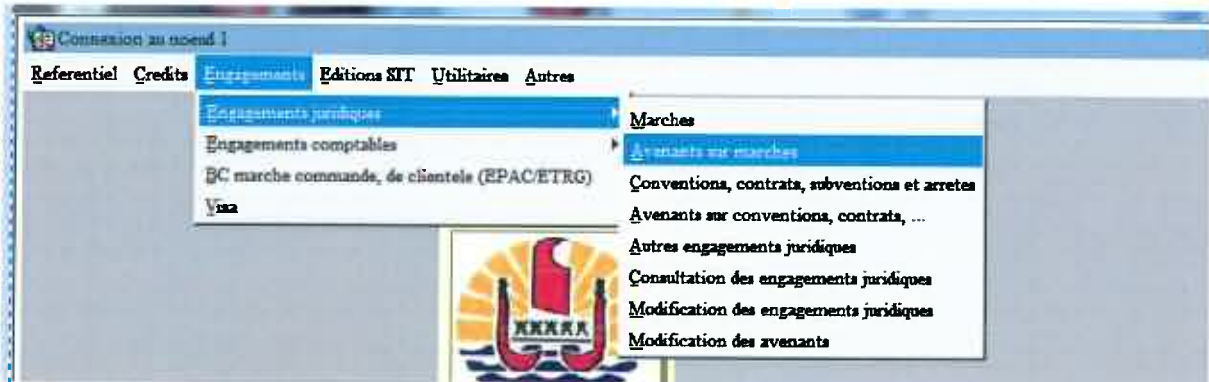 Connexion au noeud 1
Referentiel Credits Engagements Editions SIT Utilitaires Autres
Engagements juridiques
Engagements comptables
BC marche commande, de clientele (EPAC/ETRG)
Visa
Marches
Avenants sur marches
Conventions, contrats, subventions et arretes
Avenants sur conventions, contrats, ...
Autres engagements juridiques
Consultation des engagements juridiques
Modification des engagements juridiques
Modification des avenants